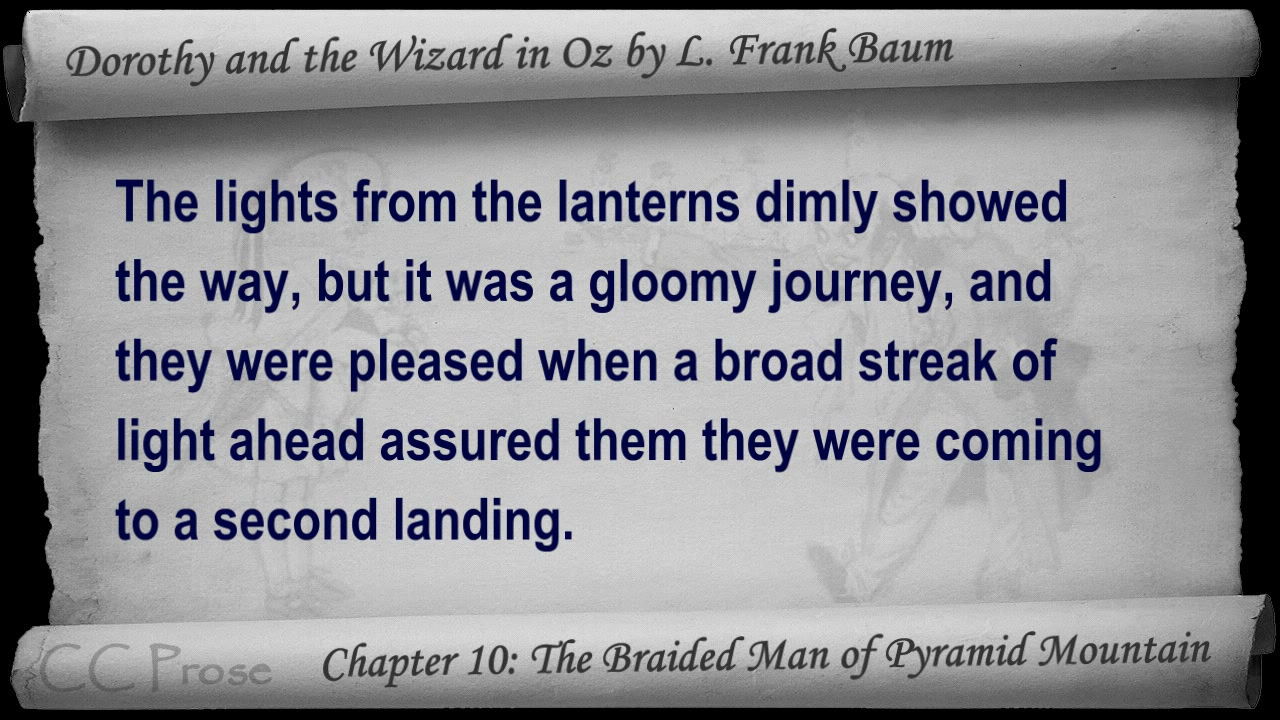 Dorothy and the Wizard in Oz by L. Frank Baum
The lights from the lanterns dimly showed
the way, but it was a gloomy journey, and
they were pleased when a broad streak of
light ahead assured them they were coming
to a second landing.
CC Prose
Chapter 10: The Braided Man of Pyramid Mountain